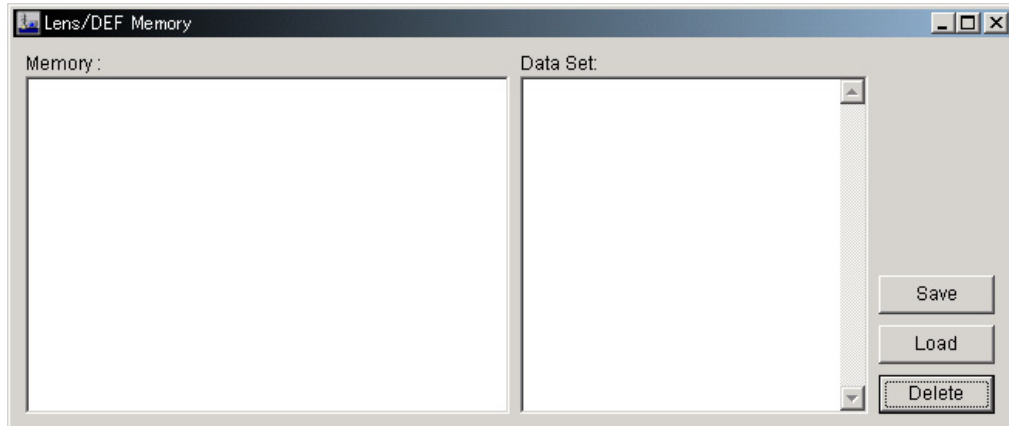 Lens/DEF Memory
Memory :
Data Set:
Save
Load
Delete